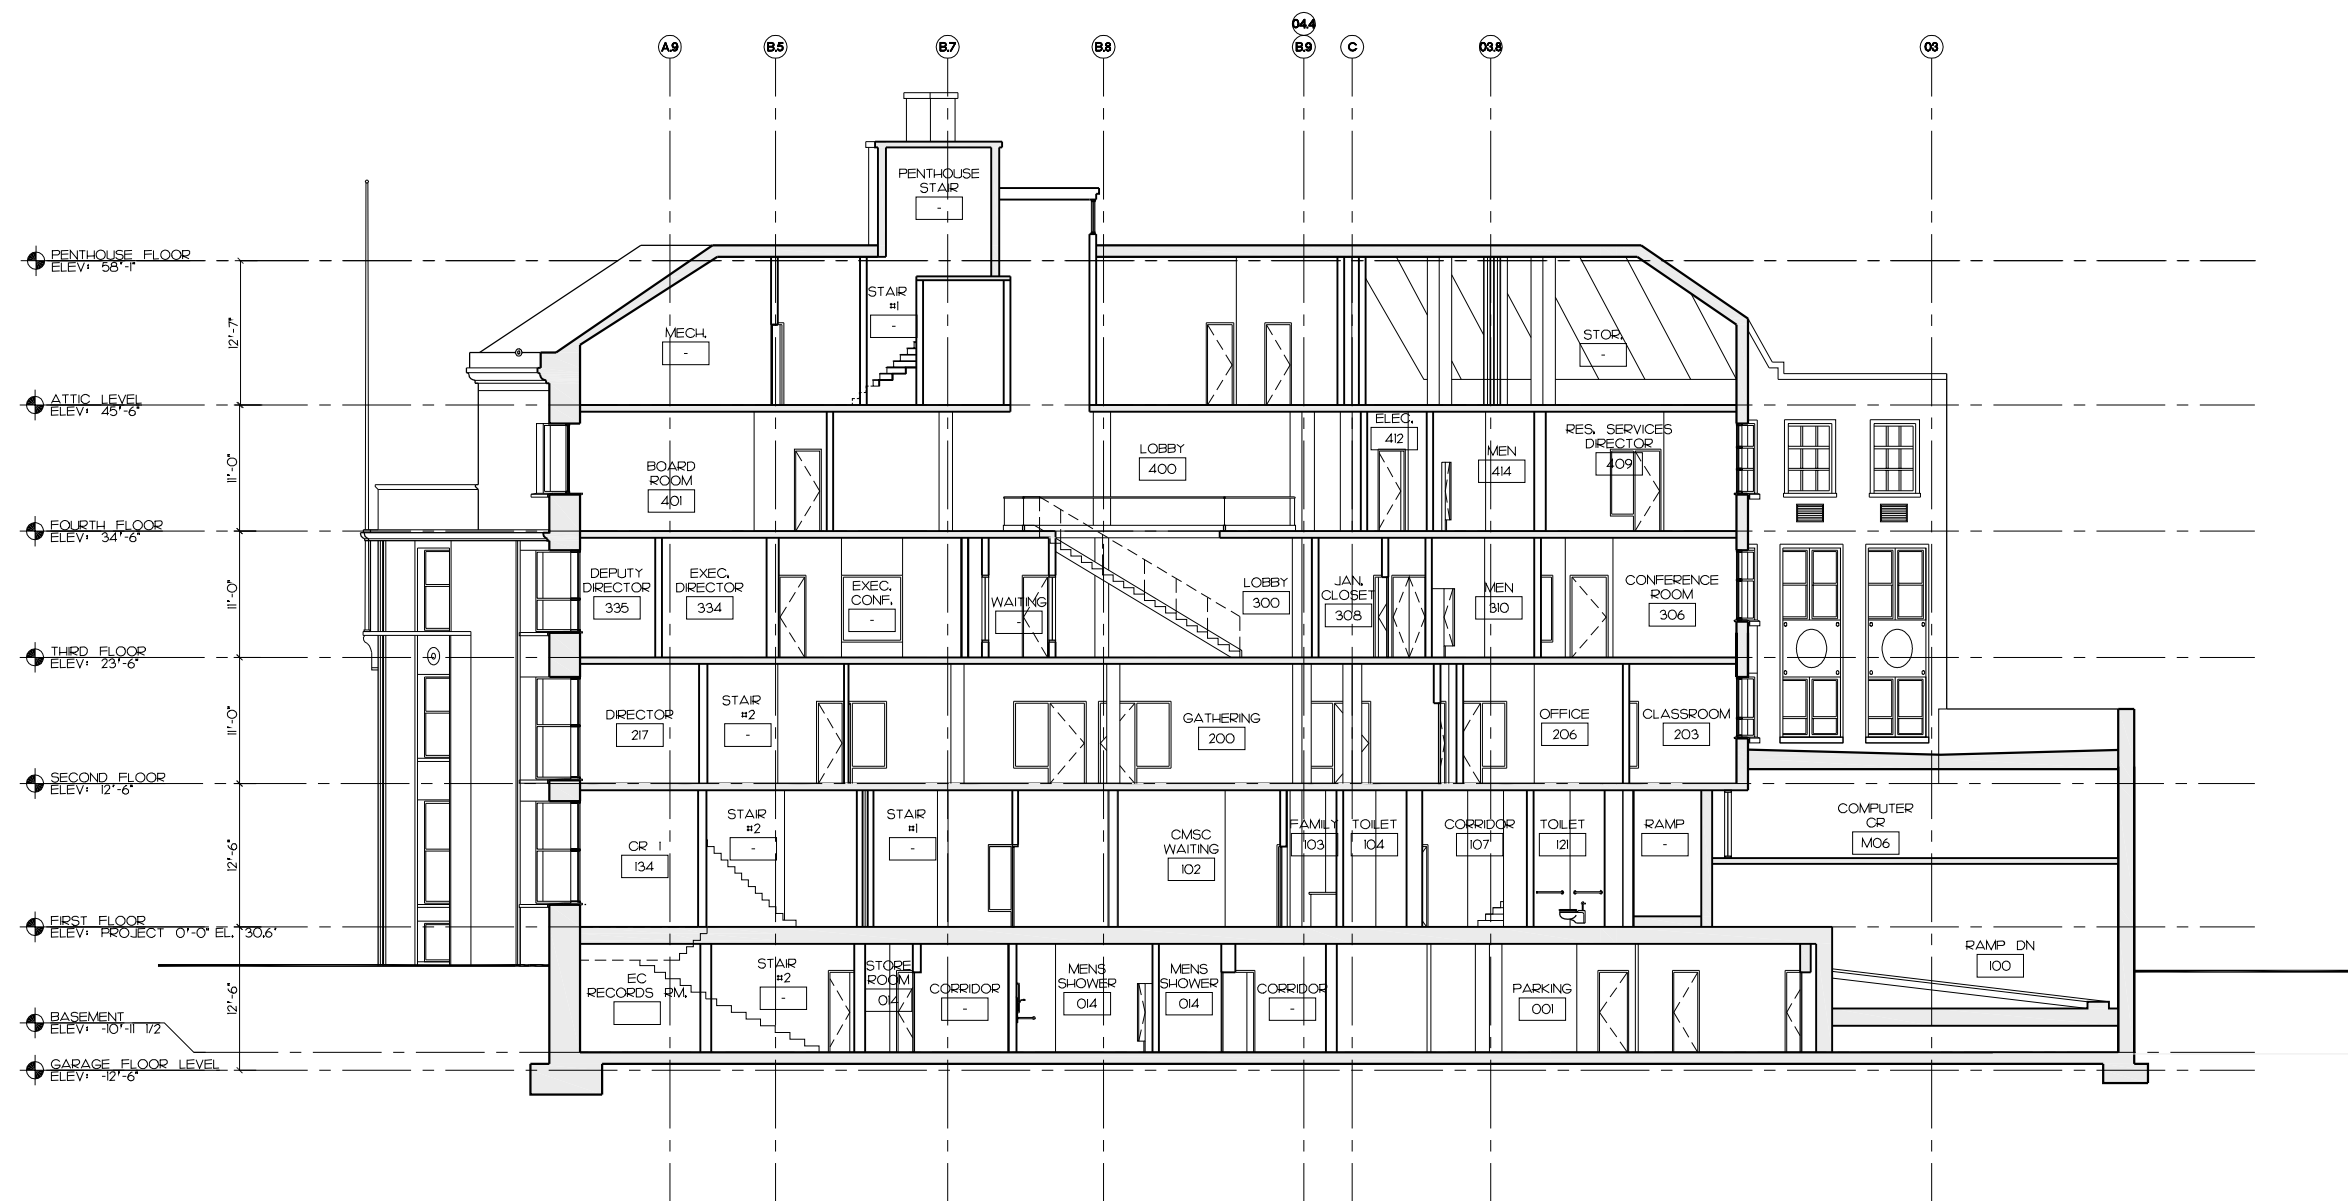 04.4
A.9
B.5
B.7
B.8
B.9
C
03.8
03
PENTHOUSE
STAIR
-
PENTHOUSE FLOOR
ELEV: 58'-1"
12'-7"
MECH.
-
STAIR
#1
-
STOR.
-
ATTIC LEVEL
ELEV: 45'-6"
11'-0"
BOARD
ROOM
401
LOBBY
400
ELEC.
412
MEN
414
RES. SERVICES
DIRECTOR
409
FOURTH FLOOR
ELEV: 34'-6"
11'-0"
DEPUTY
DIRECTOR
335
EXEC.
DIRECTOR
334
EXEC.
CONF.
-
WAITING
-
LOBBY
300
JAN.
CLOSET
308
MEN
310
CONFERENCE
ROOM
306
THIRD FLOOR
ELEV: 23'-6"
11'-0"
DIRECTOR
217
STAIR
#2
-
GATHERING
200
OFFICE
206
CLASSROOM
203
SECOND FLOOR
ELEV: 12'-6"
12'-6"
CR 1
134
STAIR
#2
-
STAIR
#1
-
CMSC
WAITING
102
FAMILY
103
TOILET
104
CORRIDOR
107
TOILET
121
RAMP
-
COMPUTER
CR
M06
FIRST FLOOR
ELEV: PROJECT 0'-0" EL. 30.6'
12'-6"
EC
RECORDS RM.
STAIR
#2
-
STORE
ROOM
014
CORRIDOR
-
MENS
SHOWER
014
MENS
SHOWER
014
CORRIDOR
-
PARKING
001
RAMP DN
100
BASEMENT
ELEV: -10'-11 1/2
GARAGE FLOOR LEVEL
ELEV: -12'-6"